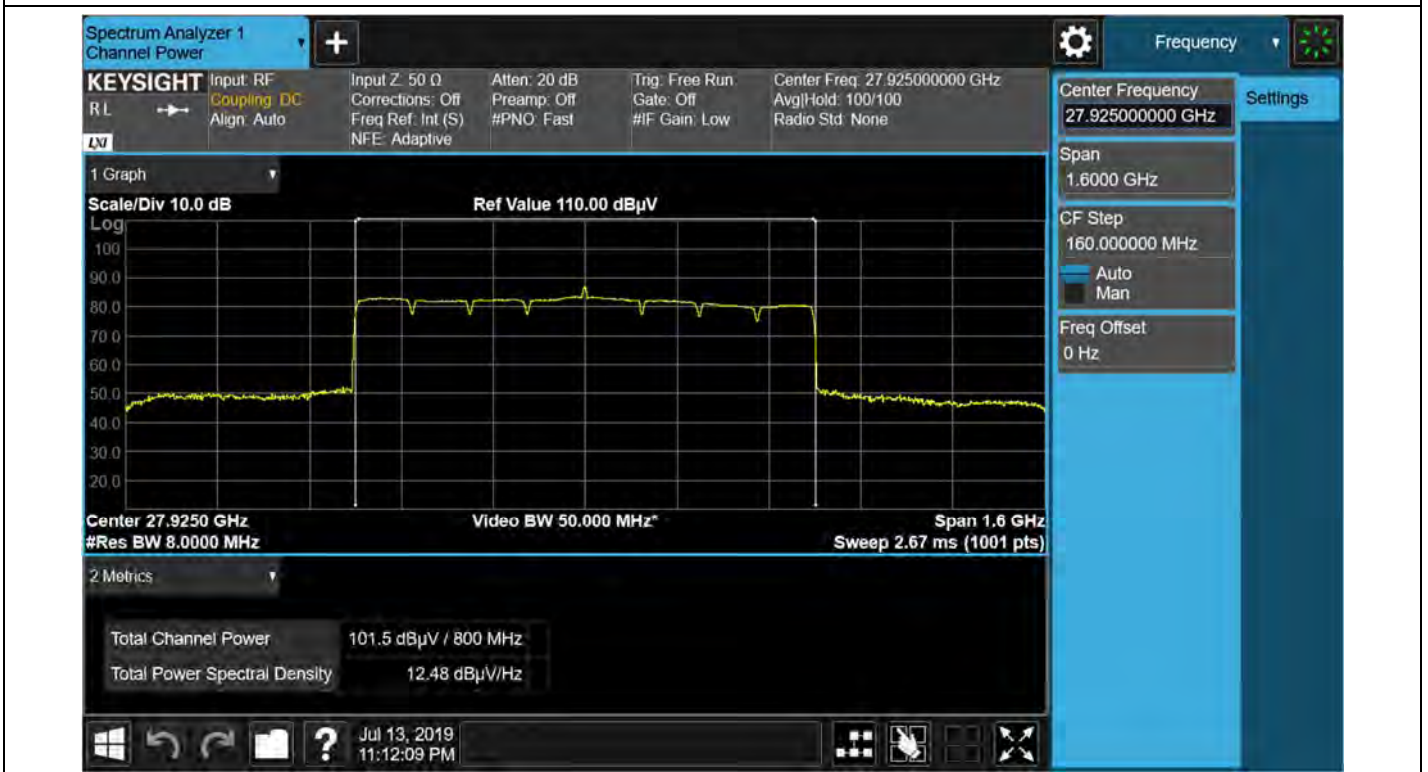 Spectrum Analyzer 1
Channel Power
+
Frequency
KEYSIGHT
RL
LXI
Input: RF
Coupling: DC
Align: Auto
Input Z: 50 Ω
Corrections: Off
Freq Ref: Int (S)
NFE: Adaptive
Atten: 20 dB
Preamp: Off
#PNO: Fast
Trig: Free Run
Gate: Off
#IF Gain: Low
Center Freq: 27.925000000 GHz
Avg|Hold: 100/100
Radio Std: None
Center Frequency
27.925000000 GHz
Settings
Span
1.6000 GHz
CF Step
160.000000 MHz
Auto
Man
Freq Offset
0 Hz
1 Graph
Scale/Div 10.0 dB
Ref Value 110.00 dBµV
Log
100
90.0
80.0
70.0
60.0
50.0
40.0
30.0
20.0
Center 27.9250 GHz
Video BW 50.000 MHz*
Span 1.6 GHz
#Res BW 8.0000 MHz
Sweep 2.67 ms (1001 pts)
2 Metrics
Total Channel Power 101.5 dBµV / 800 MHz
Total Power Spectral Density 12.48 dBµV/Hz
?
Jul 13, 2019
11:12:09 PM